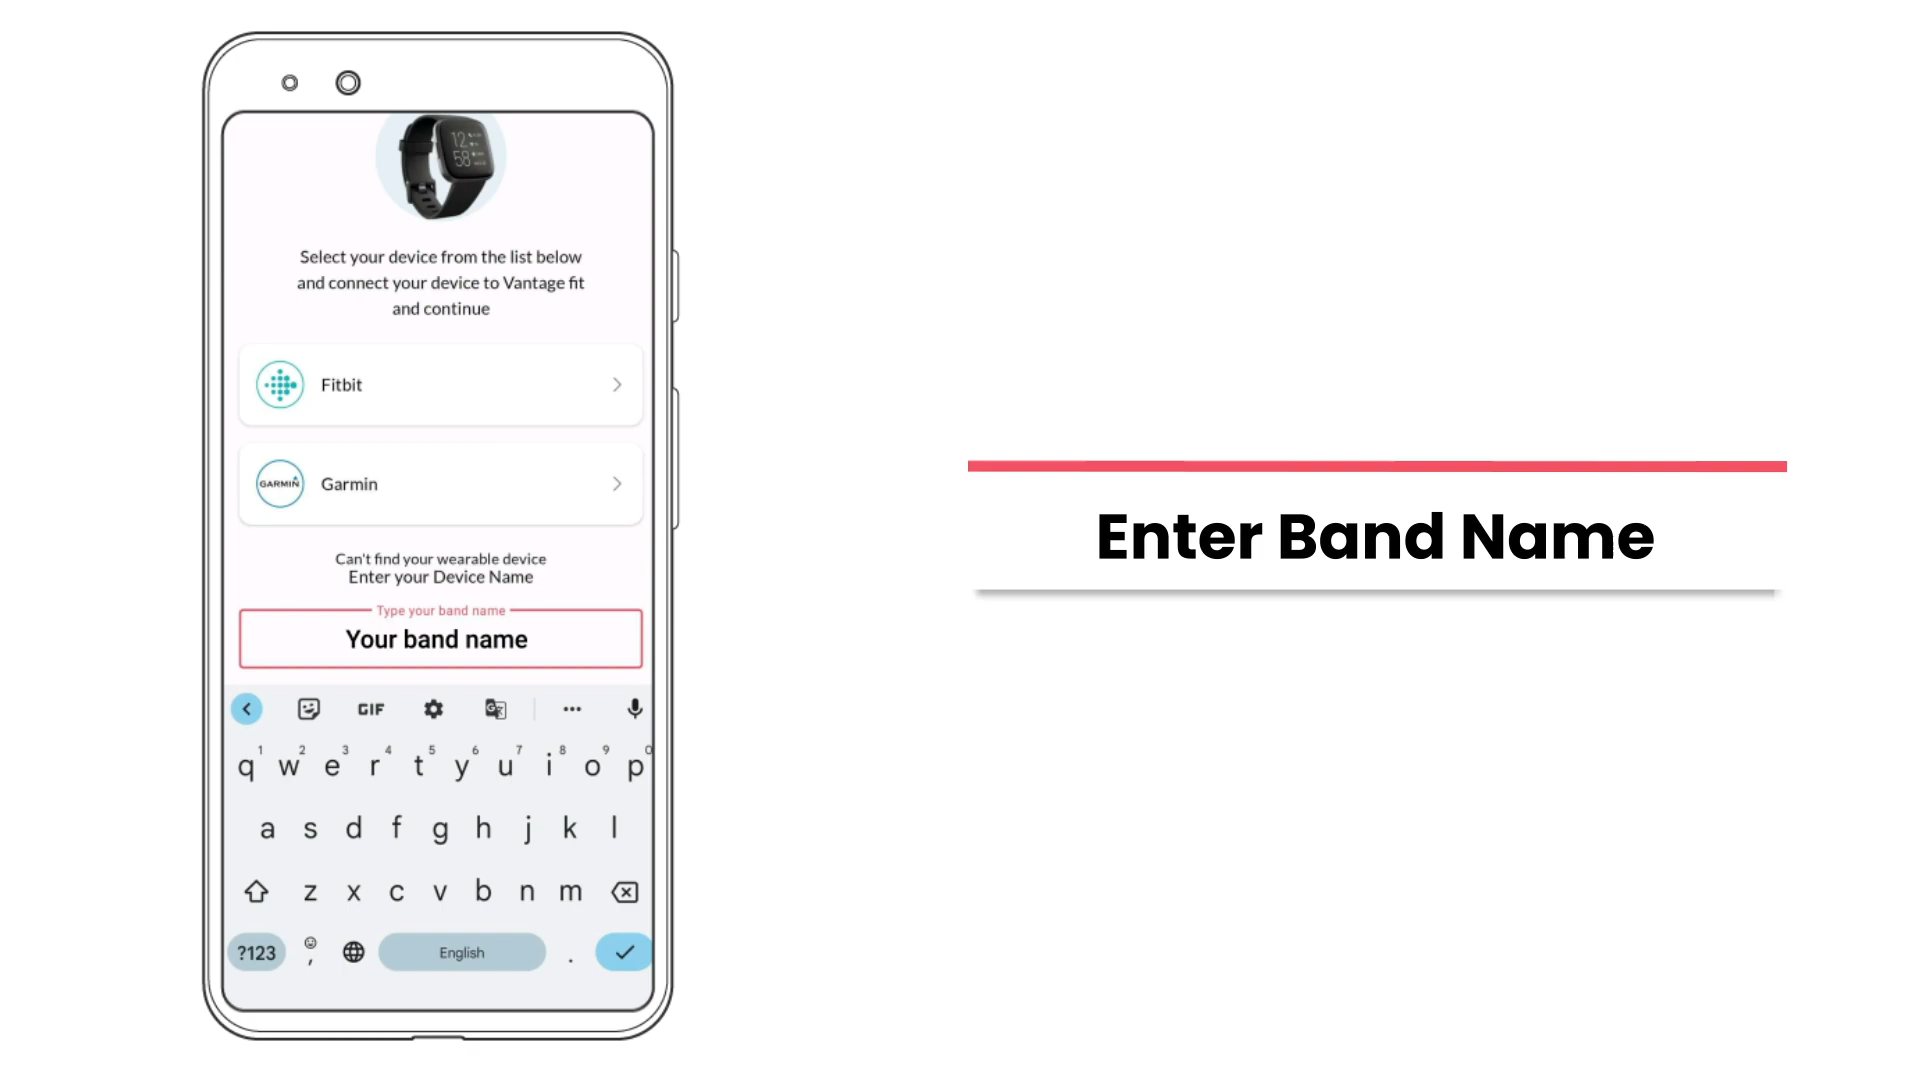 12
58
Select your device from the list below
and connect your device to Vantage fit
and continue
Fitbit
GARMIN
Garmin
Can't find your wearable device
Enter your Device Name
Type your band name
Your band name
GIF
1 2 3 4 5 6 7 8 9 0
q w e r t y u i o p
a s d f g h j k l
z x c v b n m
?123 , English .
Enter Band Name